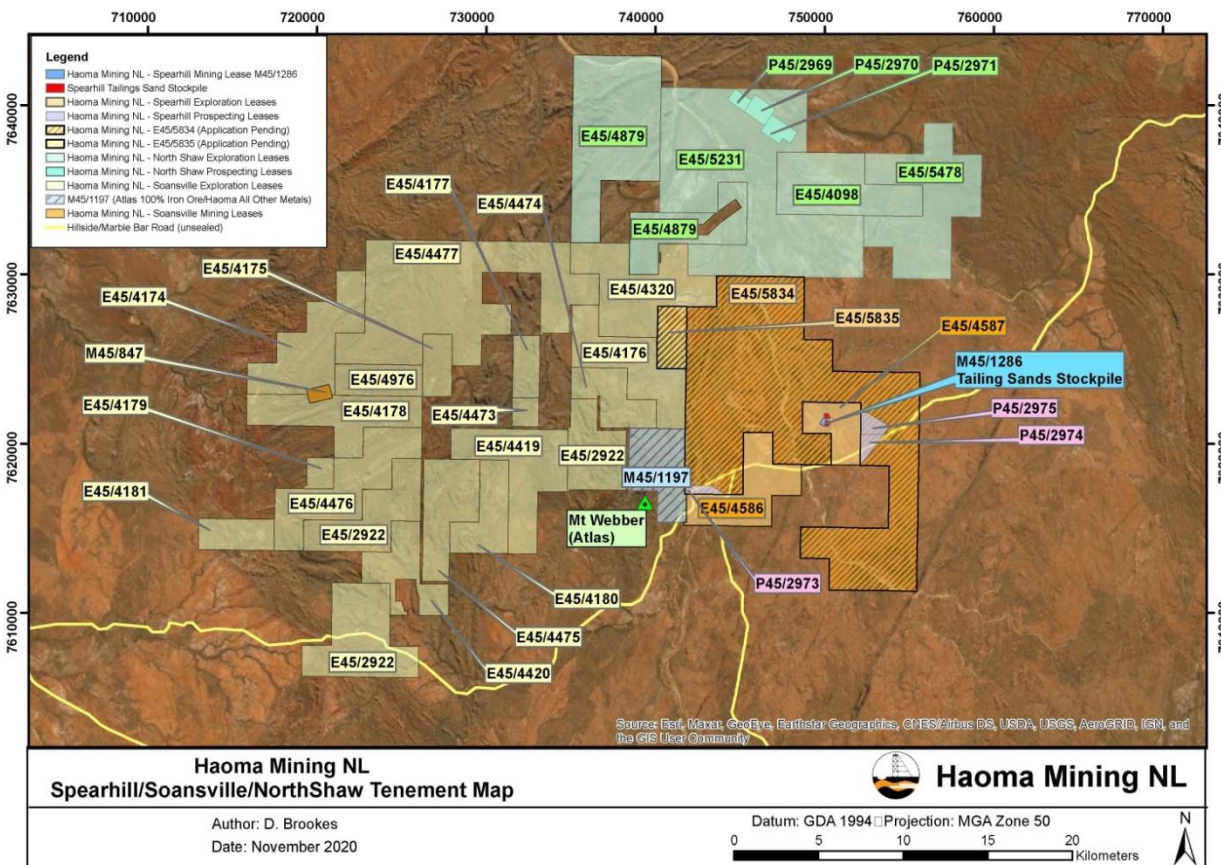 710000
720000
730000
740000
750000
760000
770000
Legend
Haoma Mining NL - Spearhill Mining Lease M45/1286
Spearhill Tailings Sand Stockpile
Haoma Mining NL - Spearhill Exploration Leases
Haoma Mining NL - Spearhill Prospecting Leases
Haoma Mining NL - E45/5834 (Application Pending)
Haoma Mining NL - E45/5835 (Application Pending)
Haoma Mining NL - North Shaw Exploration Leases
Haoma Mining NL - North Shaw Prospecting Leases
Haoma Mining NL - Soansville Exploration Leases
M45/1197 (Atlas 100% Iron Ore/Haoma All Other Metals)
Haoma Mining NL - Soansville Mining Leases
Hillside/Marble Bar Road (unsealed)
P45/2969
P45/2970
P45/2971
7640000
7640000
E45/4879
E45/5231
E45/5478
E45/4098
E45/4177
E45/4474
E45/4879
E45/4477
E45/4175
7630000
7630000
E45/4320
E45/5834
E45/4174
E45/5835
E45/4587
M45/847
E45/4176
M45/1286
Tailing Sands Stockpile
E45/4976
E45/4179
E45/4178
E45/4473
P45/2975
P45/2974
7620000
7620000
E45/4419
E45/2922
M45/1197
E45/4181
E45/4476
E45/4586
E45/2922
Mt Webber
(Atlas)
P45/2973
E45/4180
7610000
7610000
E45/4475
E45/2922
E45/4420
Source: Esri, Maxar, GeoEye, Earthstar Geographics, CNES/Airbus DS, USDA, USGS, AeroGRID, IGN, and
the GIS User Community
Haoma Mining NL
Spearhill/Soansville/NorthShaw Tenement Map
Author: D. Brookes
Date: November 2020
Haoma Mining NL
Datum: GDA 1994 □ Projection: MGA Zone 50
N
0 5 10 15 20
Kilometers